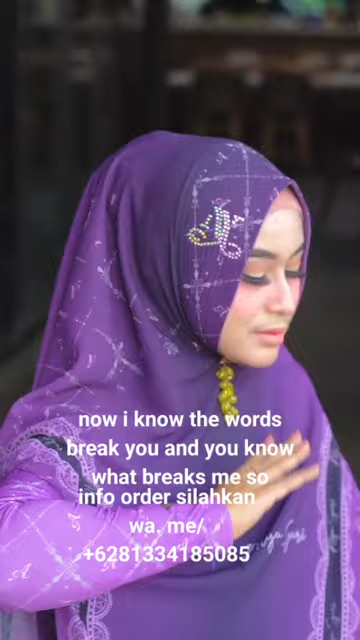 now i know the words
break you and you know
what breaks me so
info order silahkan
wa. me/
+6281334185085